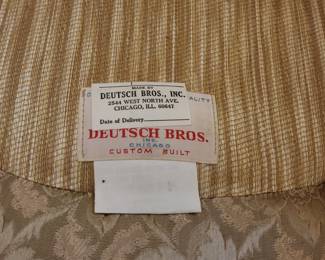 MADE BY
DEUTSCH BROS., INC.
2544 WEST NORTH AVE.
CHICAGO, ILL. 60647
Date of Delivery
ALITY
DEUTSCH BROS.
INC.
CHICAGO
CUSTOM BUILT